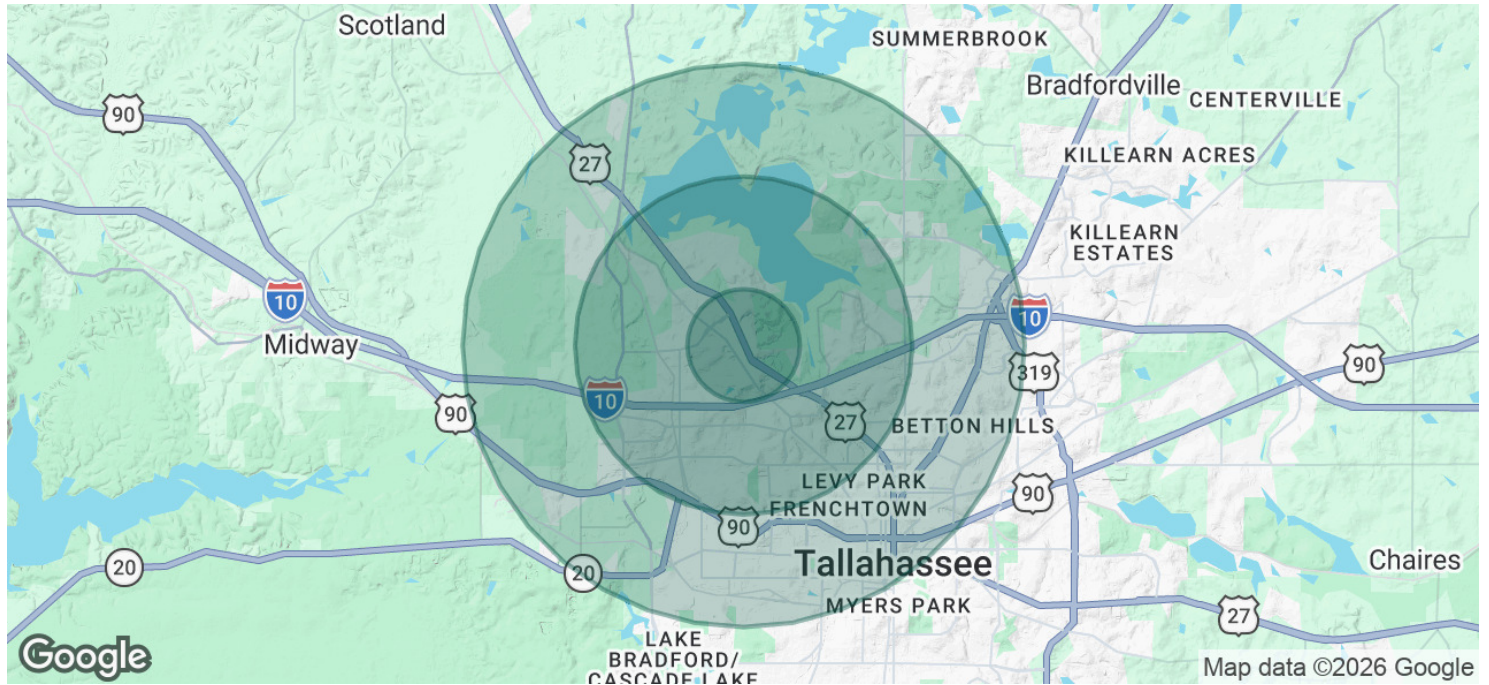 Scotland
SUMMERBROOK
Bradfordville
CENTERVILLE
90
KILLEARN ACRES
27
KILLEARN
ESTATES
10
10
Midway
319
90
10
90
27
BETTON HILLS
LEVY PARK
90
FRENCHTOWN
90
Tallahassee
Chaires
20
20
MYERS PARK
27
LAKE
BRADFORD/
CASCADE LAKE
Google
Map data ©2026 Google